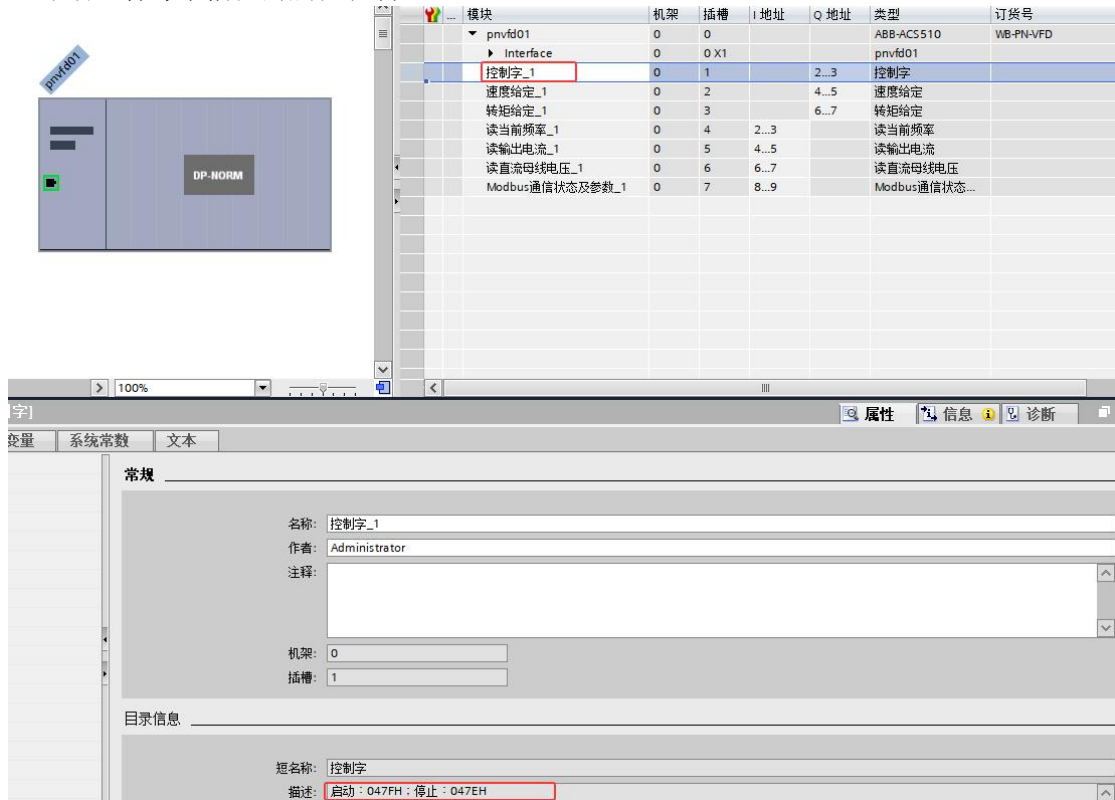 模块 机架 插槽 I 地址 Q 地址 类型 订货号
pnvfd01 0 0 ABB-ACS510 WB-PN-VFD
Interface 0 0 X1 pnvfd01
控制字_1 0 1 2...3 控制字
速度给定_1 0 2 4...5 速度给定
转矩给定_1 0 3 6...7 转矩给定
读当前频率_1 0 4 2...3 读当前频率
读输出电流_1 0 5 4...5 读输出电流
读直流母线电压_1 0 6 6...7 读直流母线电压
Modbus通信状态及参数_1 0 7 8...9 Modbus通信状态...
pnvfd01
DP-NORM
100%
字]
属性 信息 诊断
变量 系统常数 文本
常规
名称: 控制字_1
作者: Administrator
注释:
机架: 0
插槽: 1
目录信息
短名称: 控制字
描述: 启动：047FH；停止：047EH